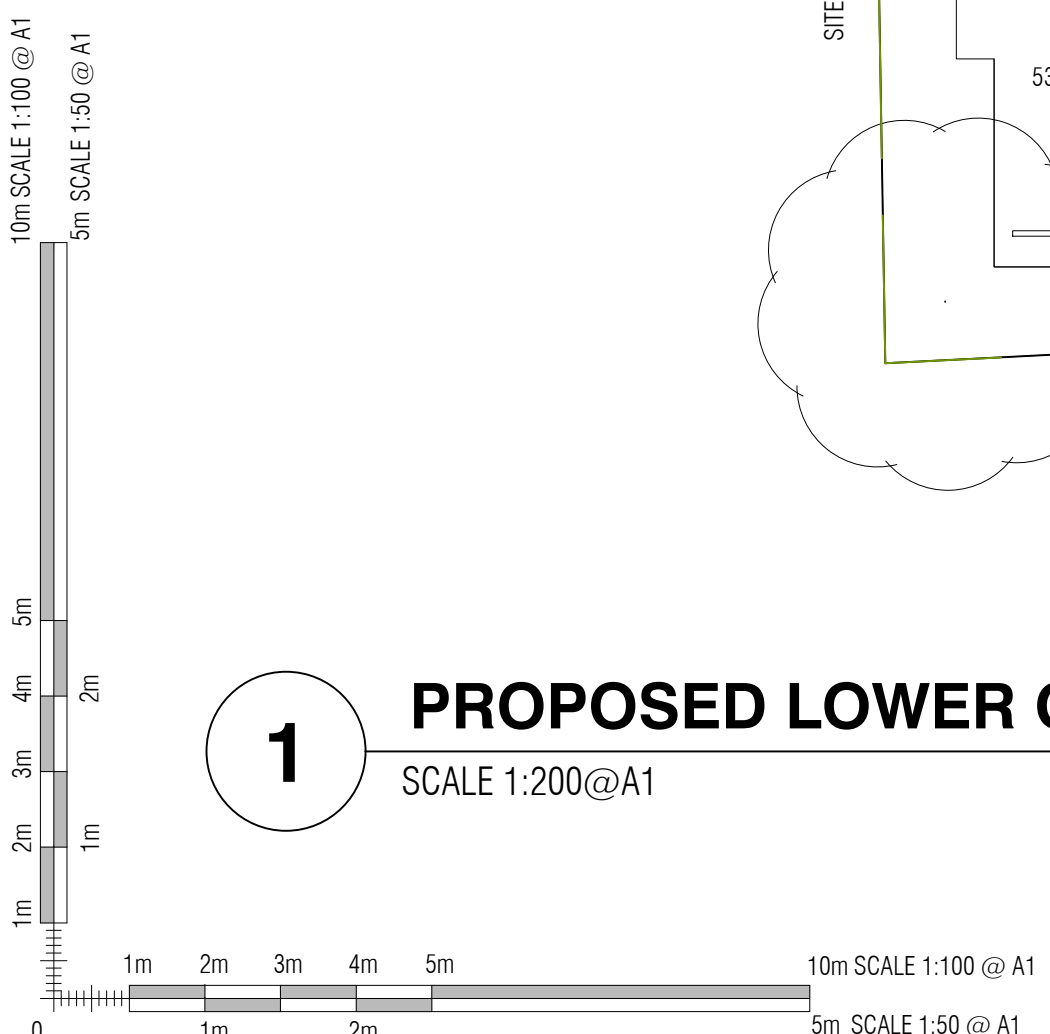 10m SCALE 1:100 @ A1
5m SCALE 1:50 @ A1
SITE
5m
4m
2m
3m
2m
1m
1m
1
PROPOSED LOWER
SCALE 1:200@A1
1m 2m 3m 4m 5m
10m SCALE 1:100 @ A1
0
1m 2m
5m SCALE 1:50 @ A1